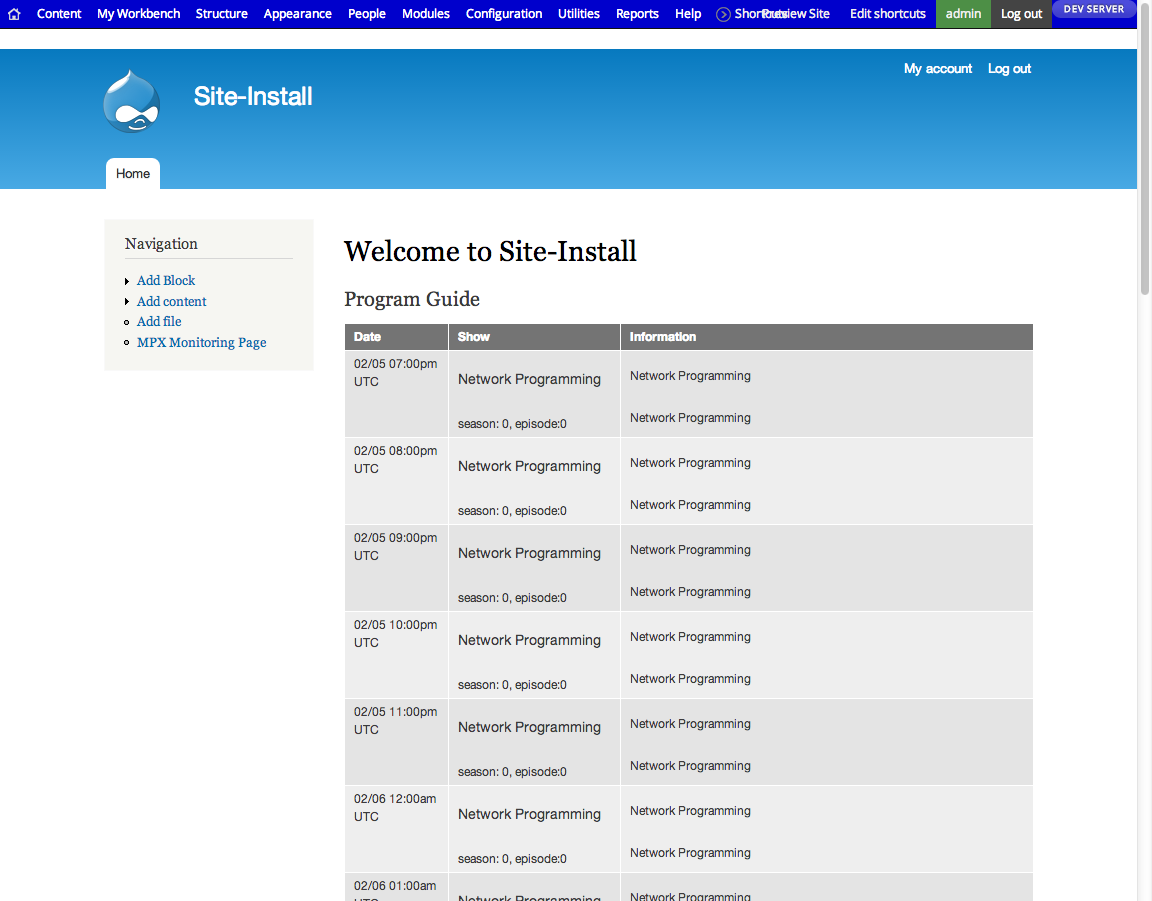 Content My Workbench Structure Appearance People Modules Configuration Utilities Reports Help Shortcuts Preview Site Edit shortcuts admin Log out DEV SERVER
My account Log out
Site-Install
Home
Navigation
Add Block
Add content
Add file
MPX Monitoring Page
Welcome to Site-Install
Program Guide
Date Show Information
02/05 07:00pm
UTC
Network Programming
season: 0, episode:0
Network Programming
Network Programming
02/05 08:00pm
UTC
Network Programming
season: 0, episode:0
Network Programming
Network Programming
02/05 09:00pm
UTC
Network Programming
season: 0, episode:0
Network Programming
Network Programming
02/05 10:00pm
UTC
Network Programming
season: 0, episode:0
Network Programming
Network Programming
02/05 11:00pm
UTC
Network Programming
season: 0, episode:0
Network Programming
Network Programming
02/06 12:00am
UTC
Network Programming
season: 0, episode:0
Network Programming
Network Programming
02/06 01:00am
UTC
Network Programming
Network Programming